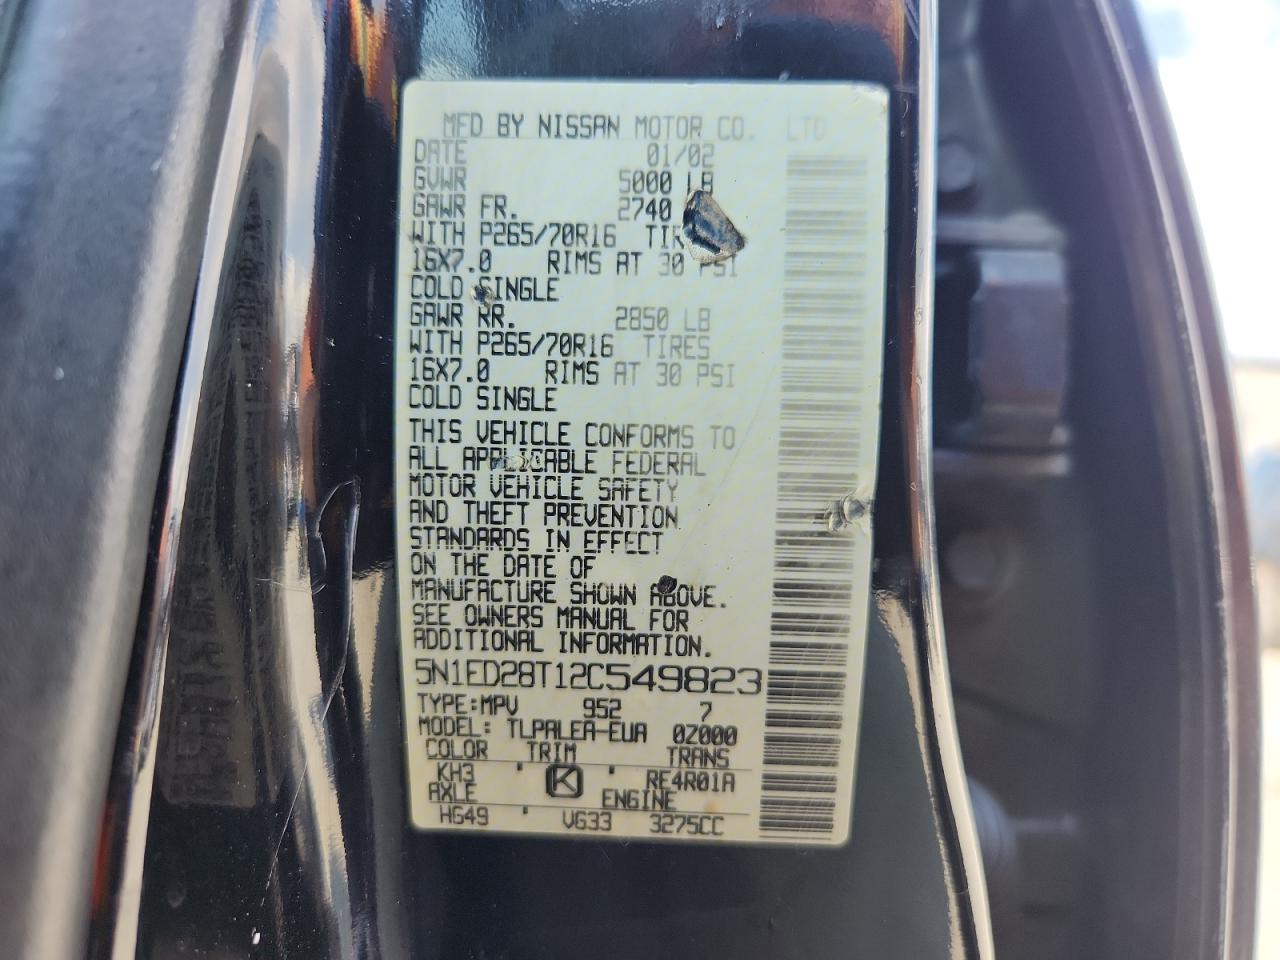 MFD BY NISSAN MOTOR CO. LTD
DATE 01/02
GVWR 5000 LB
GAWR FR. 2740
WITH P265/70R16
16X7.0 RIMS AT 30 PSI
COLD SINGLE
GAWR RR. 2850 LB
WITH P265/70R16 TIRES
16X7.0 RIMS AT 30 PSI
COLD SINGLE
THIS VEHICLE CONFORMS TO
ALL APPLICABLE FEDERAL
MOTOR VEHICLE SAFETY
AND THEFT PREVENTION
STANDARDS IN EFFECT
ON THE DATE OF
MANUFACTURE SHOWN ABOVE.
SEE OWNERS MANUAL FOR
ADDITIONAL INFORMATION.
5N1ED28T12C549823
TYPE:MPV 952 7
MODEL: TLPALEA-EUA 0Z000
COLOR TRIM TRANS
KH3 K RE4R01A
AXLE ENGINE
HG49 VG33 3275CC